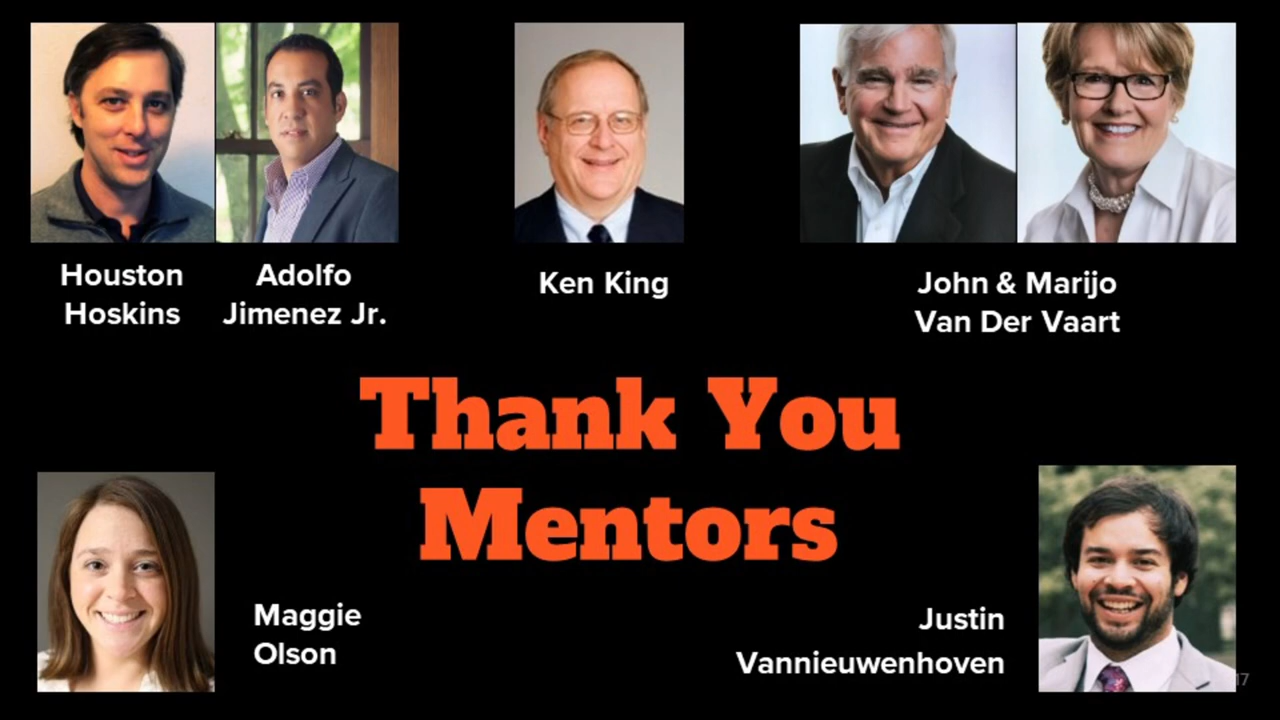 Houston
Hoskins
Adolfo
Jimenez Jr.
Ken King
John & Marijo
Van Der Vaart
Thank You
Mentors
Maggie
Olson
Justin
Vannieuwenhoven
17